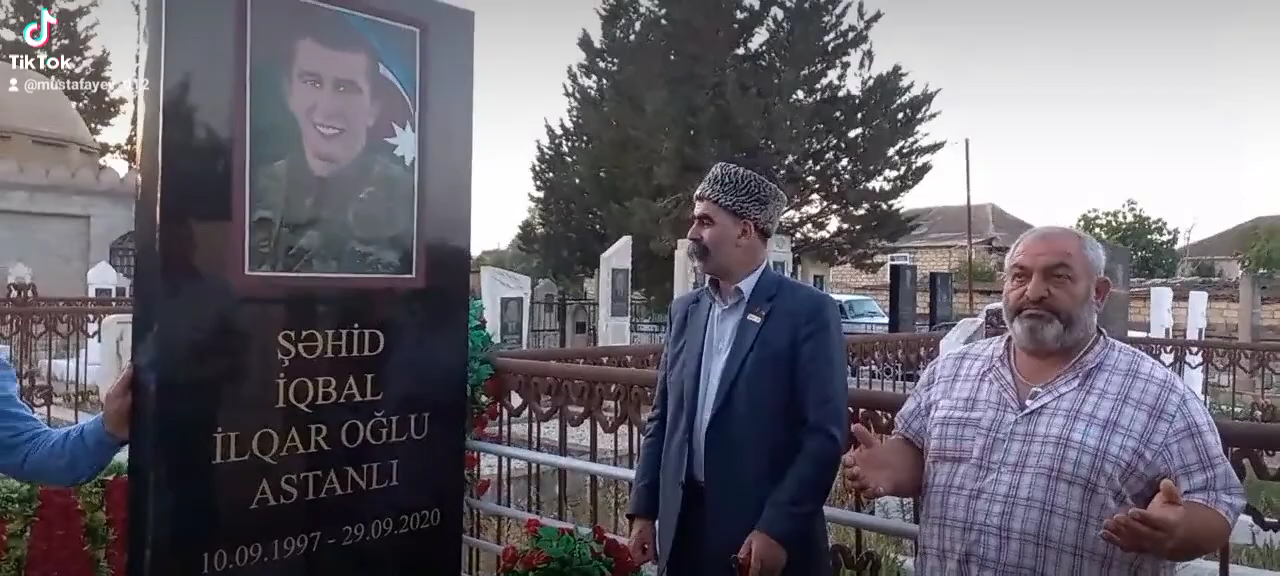 TikTok
ŞƏHİD
İQBAL
İLQAR OĞLU
ASTANLI
10.09.1997 - 29.09.2020